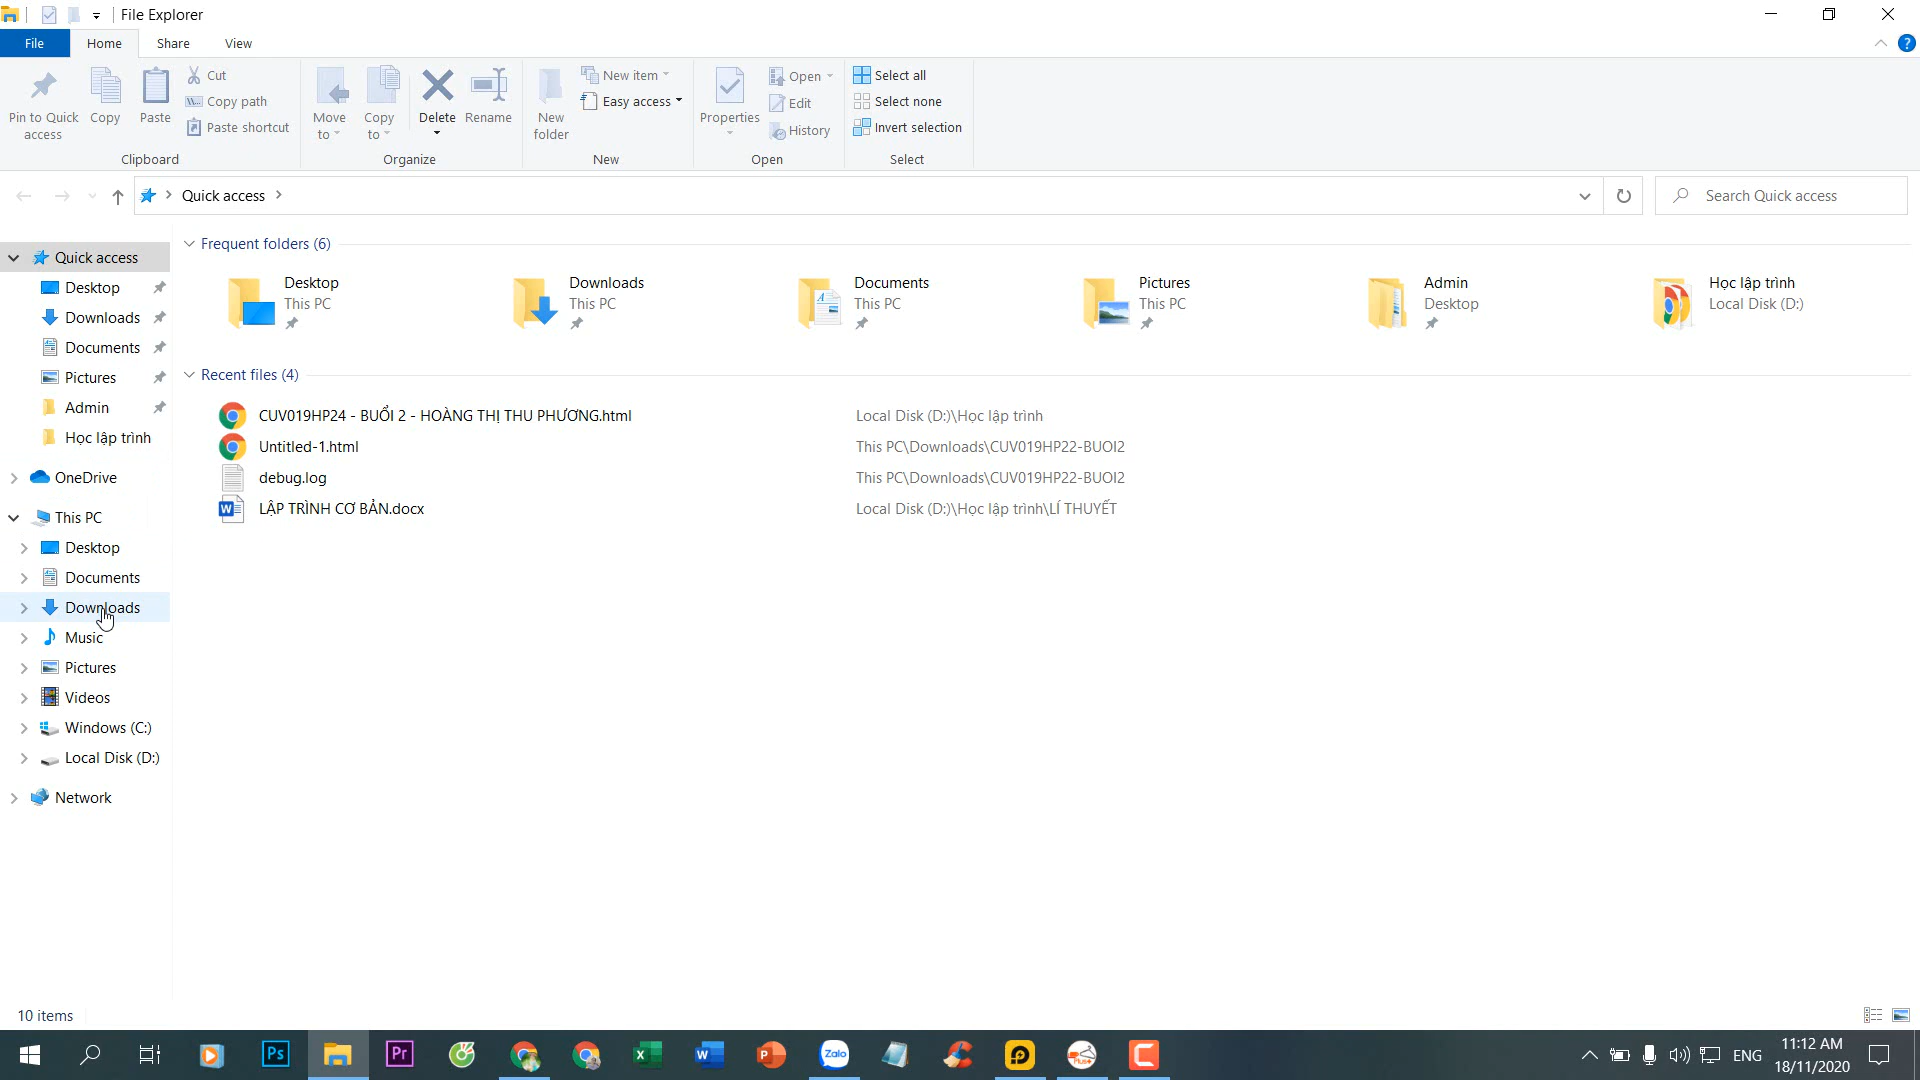 File Explorer
File Home Share View
Pin to Quick access
Copy
Paste
Cut
Copy path
Paste shortcut
Clipboard
Move to
Copy to
Delete
Rename
Organize
New folder
New item
Easy access
New
Properties
Open
Edit
History
Open
Select all
Select none
Invert selection
Select
Quick access
Search Quick access
Quick access
Desktop
Downloads
Documents
Pictures
Admin
Học lập trình
OneDrive
This PC
Desktop
Documents
Downloads
Music
Pictures
Videos
Windows (C:)
Local Disk (D:)
Network
Frequent folders (6)
Desktop
This PC
Downloads
This PC
Documents
This PC
Pictures
This PC
Admin
Desktop
Học lập trình
Local Disk (D:)
Recent files (4)
CUV019HP24 - BUỔI 2 - HOÀNG THỊ THU PHƯƠNG.html Local Disk (D:)\Học lập trình
Untitled-1.html This PC\Downloads\CUV019HP22-BUOI2
debug.log This PC\Downloads\CUV019HP22-BUOI2
LẬP TRÌNH CƠ BẢN.docx Local Disk (D:)\Học lập trình\LÍ THUYẾT
10 items
Ps
Pr
Zalo
ENG
11:12 AM
18/11/2020